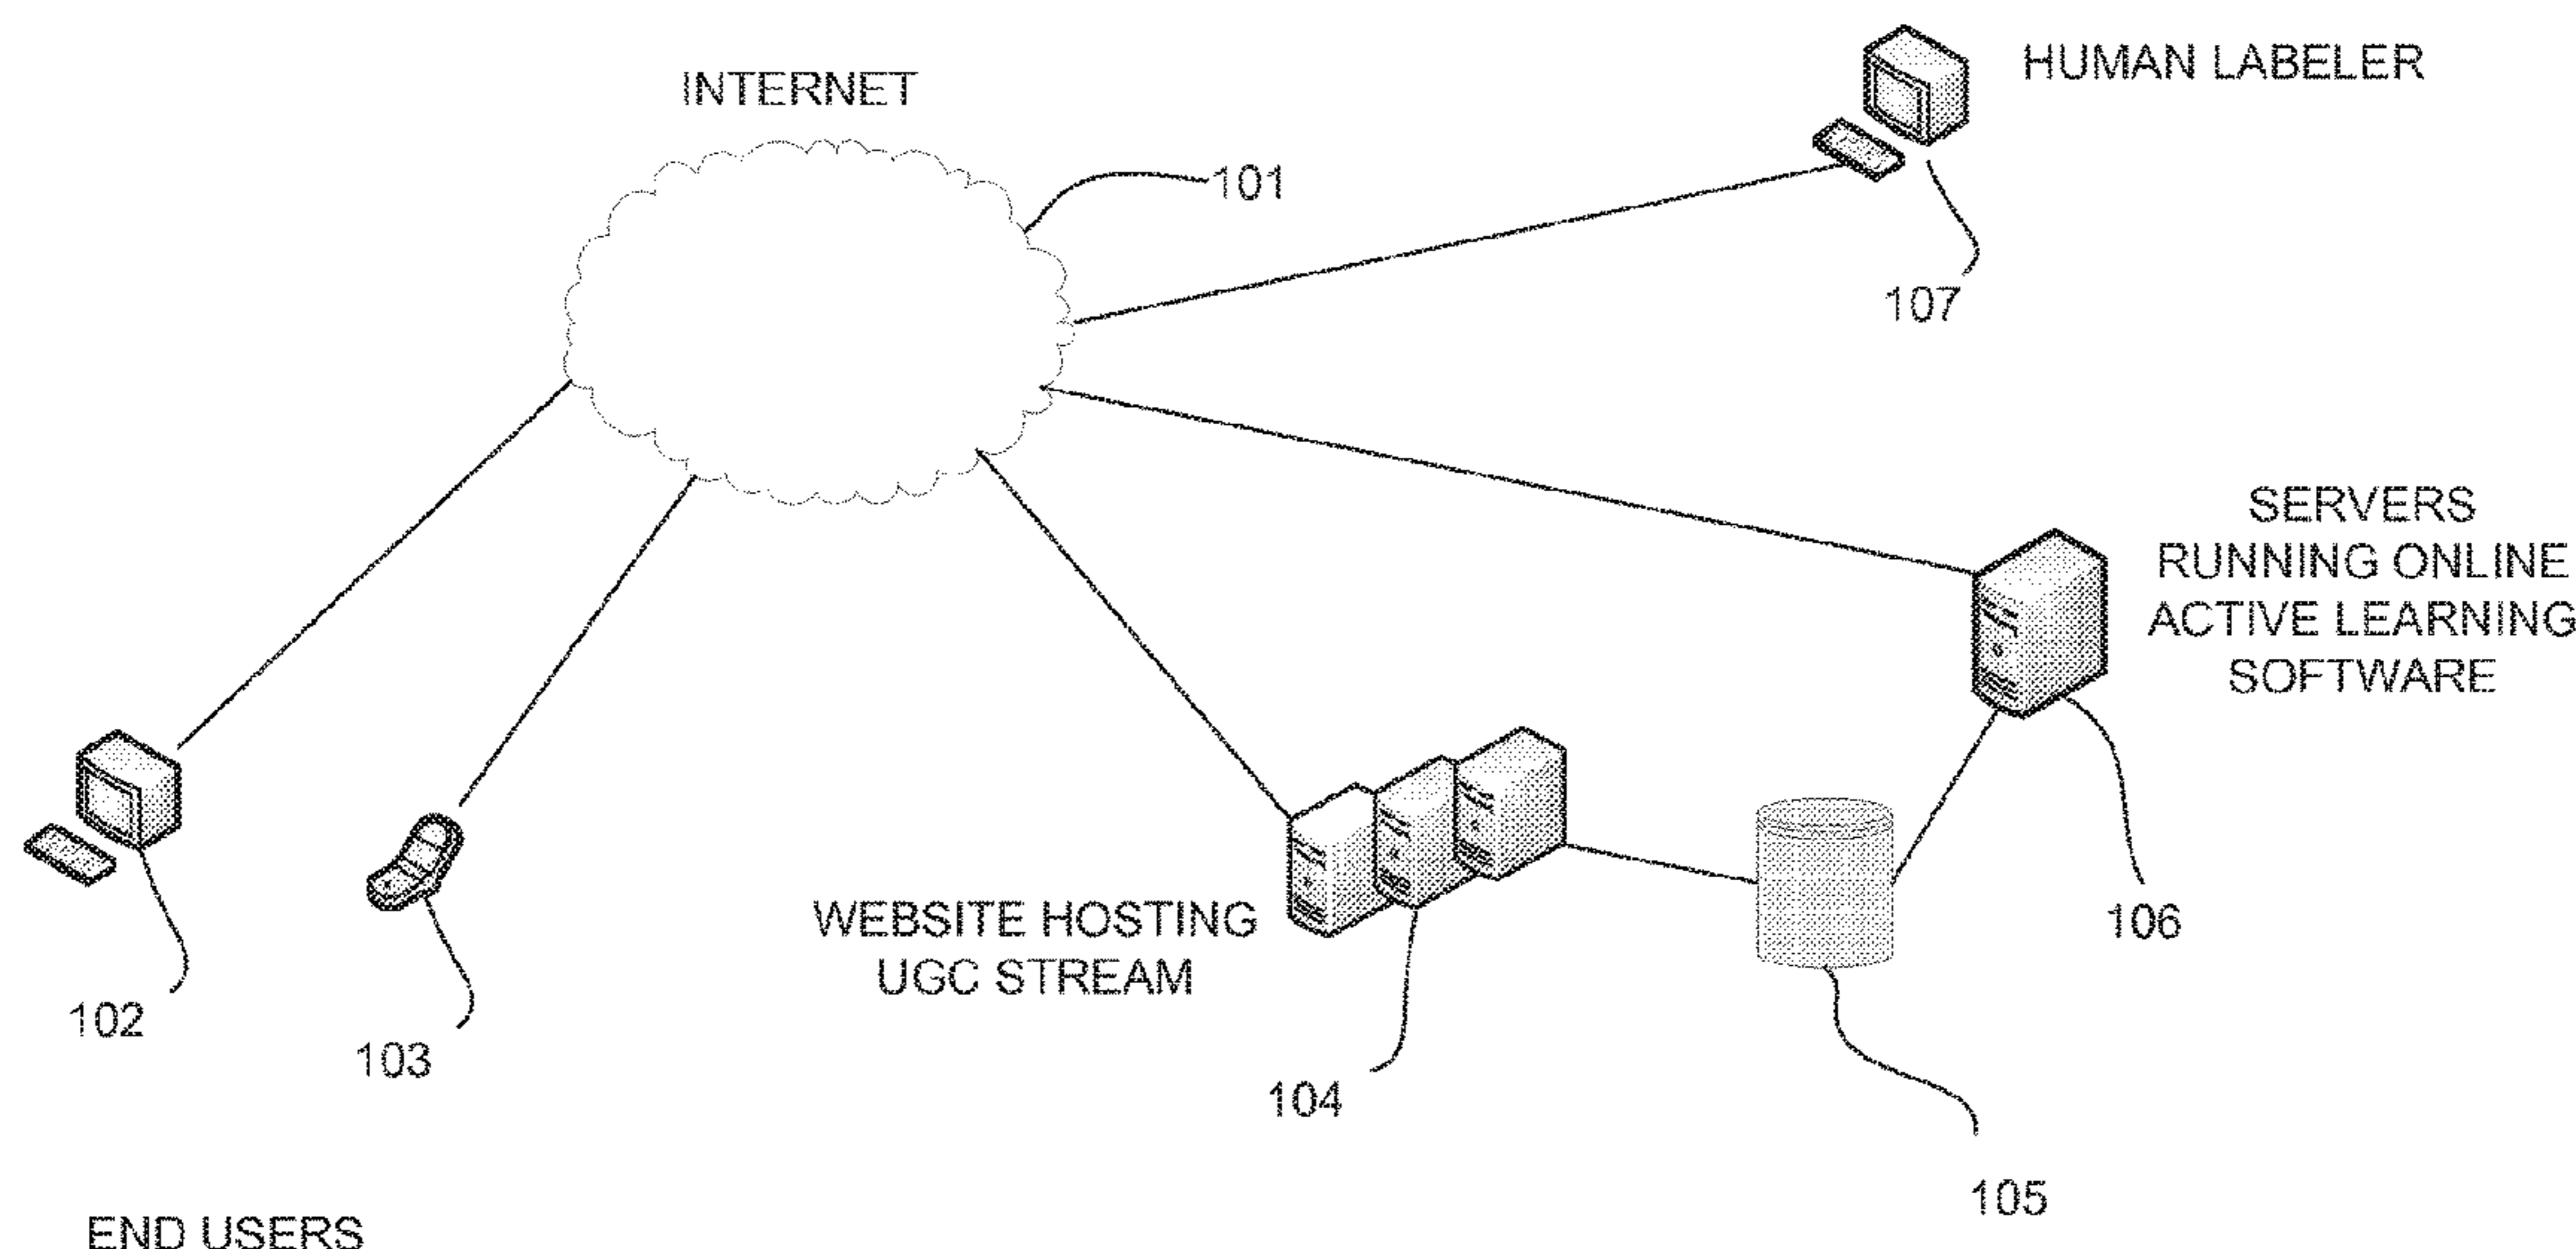 INTERNET
HUMAN LABELER
101
107
SERVERS
RUNNING ONLINE
ACTIVE LEARNING
SOFTWARE
WEBSITE HOSTING
UGC STREAM
106
102
103
104
105
END USERS